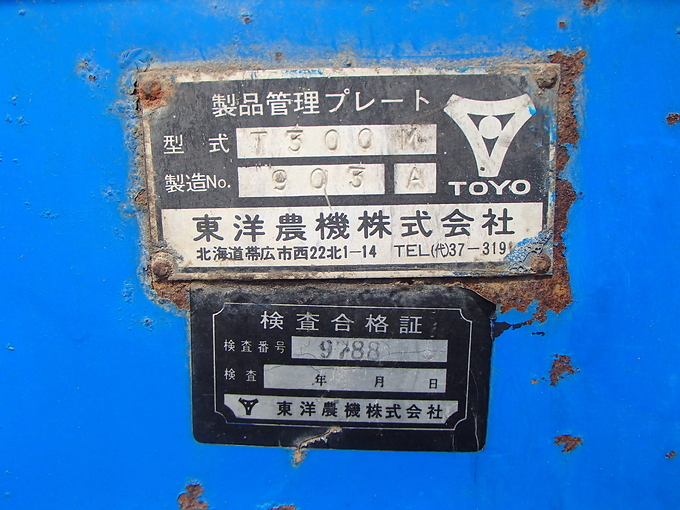 製品管理プレート
型式 T300M
製造No. 903 A
TOYO
東洋農機株式会社
北海道帯広市西22北1-14 TEL(代)37-3191
検査合格証
検査番号 9788
検査 年 月 日
東洋農機株式会社